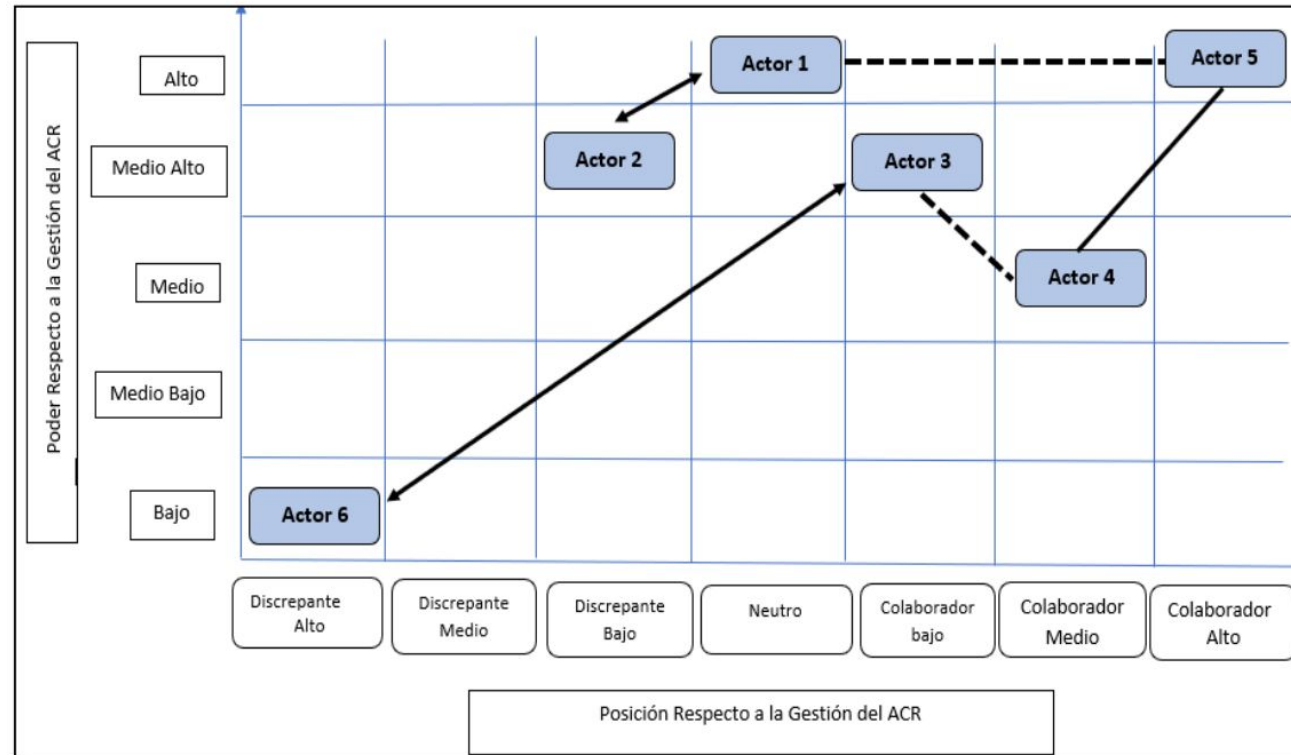 Poder Respecto a la Gestión del ACR
Alto
Medio Alto
Medio
Medio Bajo
Bajo
Actor 1
Actor 5
Actor 2
Actor 3
Actor 4
Actor 6
Discrepante
Alto
Discrepante
Medio
Discrepante
Bajo
Neutro
Colaborador
bajo
Colaborador
Medio
Colaborador
Alto
Posición Respecto a la Gestión del ACR